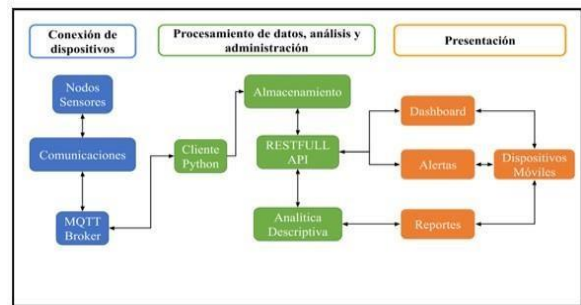 Conexión de
dispositivos
Procesamiento de datos, análisis y
administración
Presentación
Nodos
Sensores
Comunicaciones
MQTT
Broker
Cliente
Python
Almacenamiento
RESTFULL
API
Analítica
Descriptiva
Dashboard
Alertas
Reportes
Dispositivos
Móviles